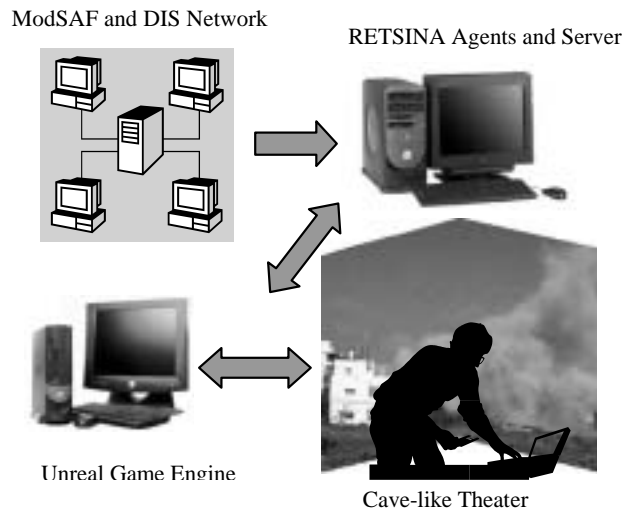 ModSAF and DIS Network
RETSINA Agents and Server
Unreal Game Engine
Cave-like Theater